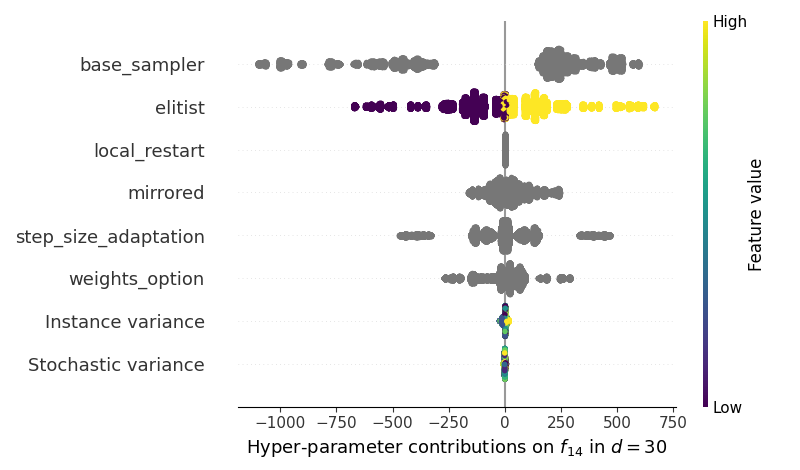 High
base_sampler
elitist
local_restart
mirrored
step_size_adaptation
weights_option
Instance variance
Stochastic variance
Feature value
Low
−1000 −750 −500 −250 0 250 500 750
Hyper-parameter contributions on f₁₄ in d = 30